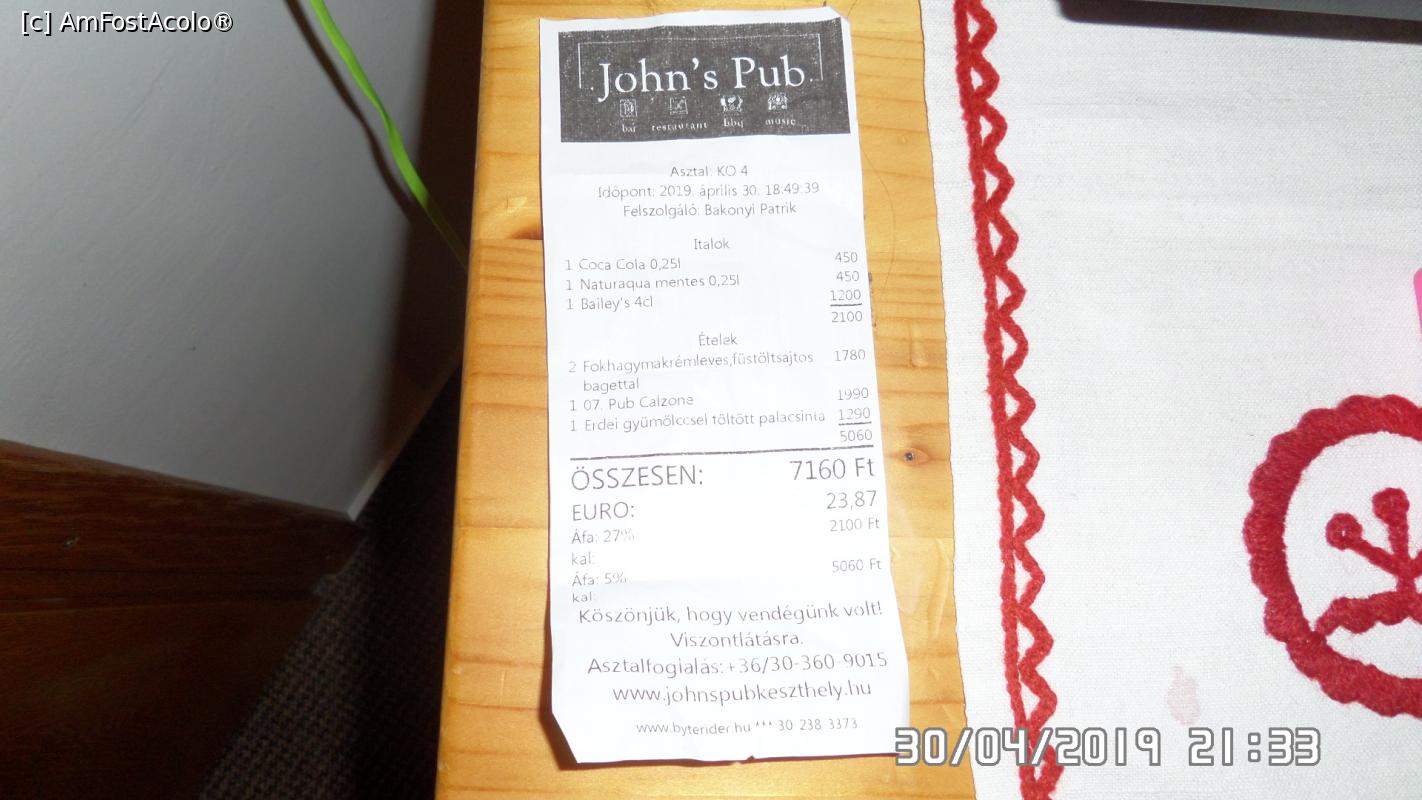 [c] AmFostAcolo®
John's Pub
bar restaurant bbq music
Asztal: KO 4
Időpont: 2019. április 30. 18:49:39
Felszolgáló: Bakonyi Patrik
Italok
1 Coca Cola 0,25l 450
1 Naturaqua mentes 0,25l 450
1 Bailey's 4cl 1200
2100
Ételek
2 Fokhagymakrémleves,füstöltsajtos 1780
bagettal
1 07. Pub Calzone 1990
1 Erdei gyümölccsel töltött palacsinta 1290
5060
ÖSSZESEN: 7160 Ft
EURO: 23,87
Áfa: 27% 2100 Ft
kal:
Áfa: 5% 5060 Ft
kal:
Köszönjük, hogy vendégünk volt!
Viszontlátásra.
Asztalfoglalás:+36/30-360-9015
www.johnspubkeszthely.hu
www.bytender.hu *** 30 238 3373
30/04/2019 21:33